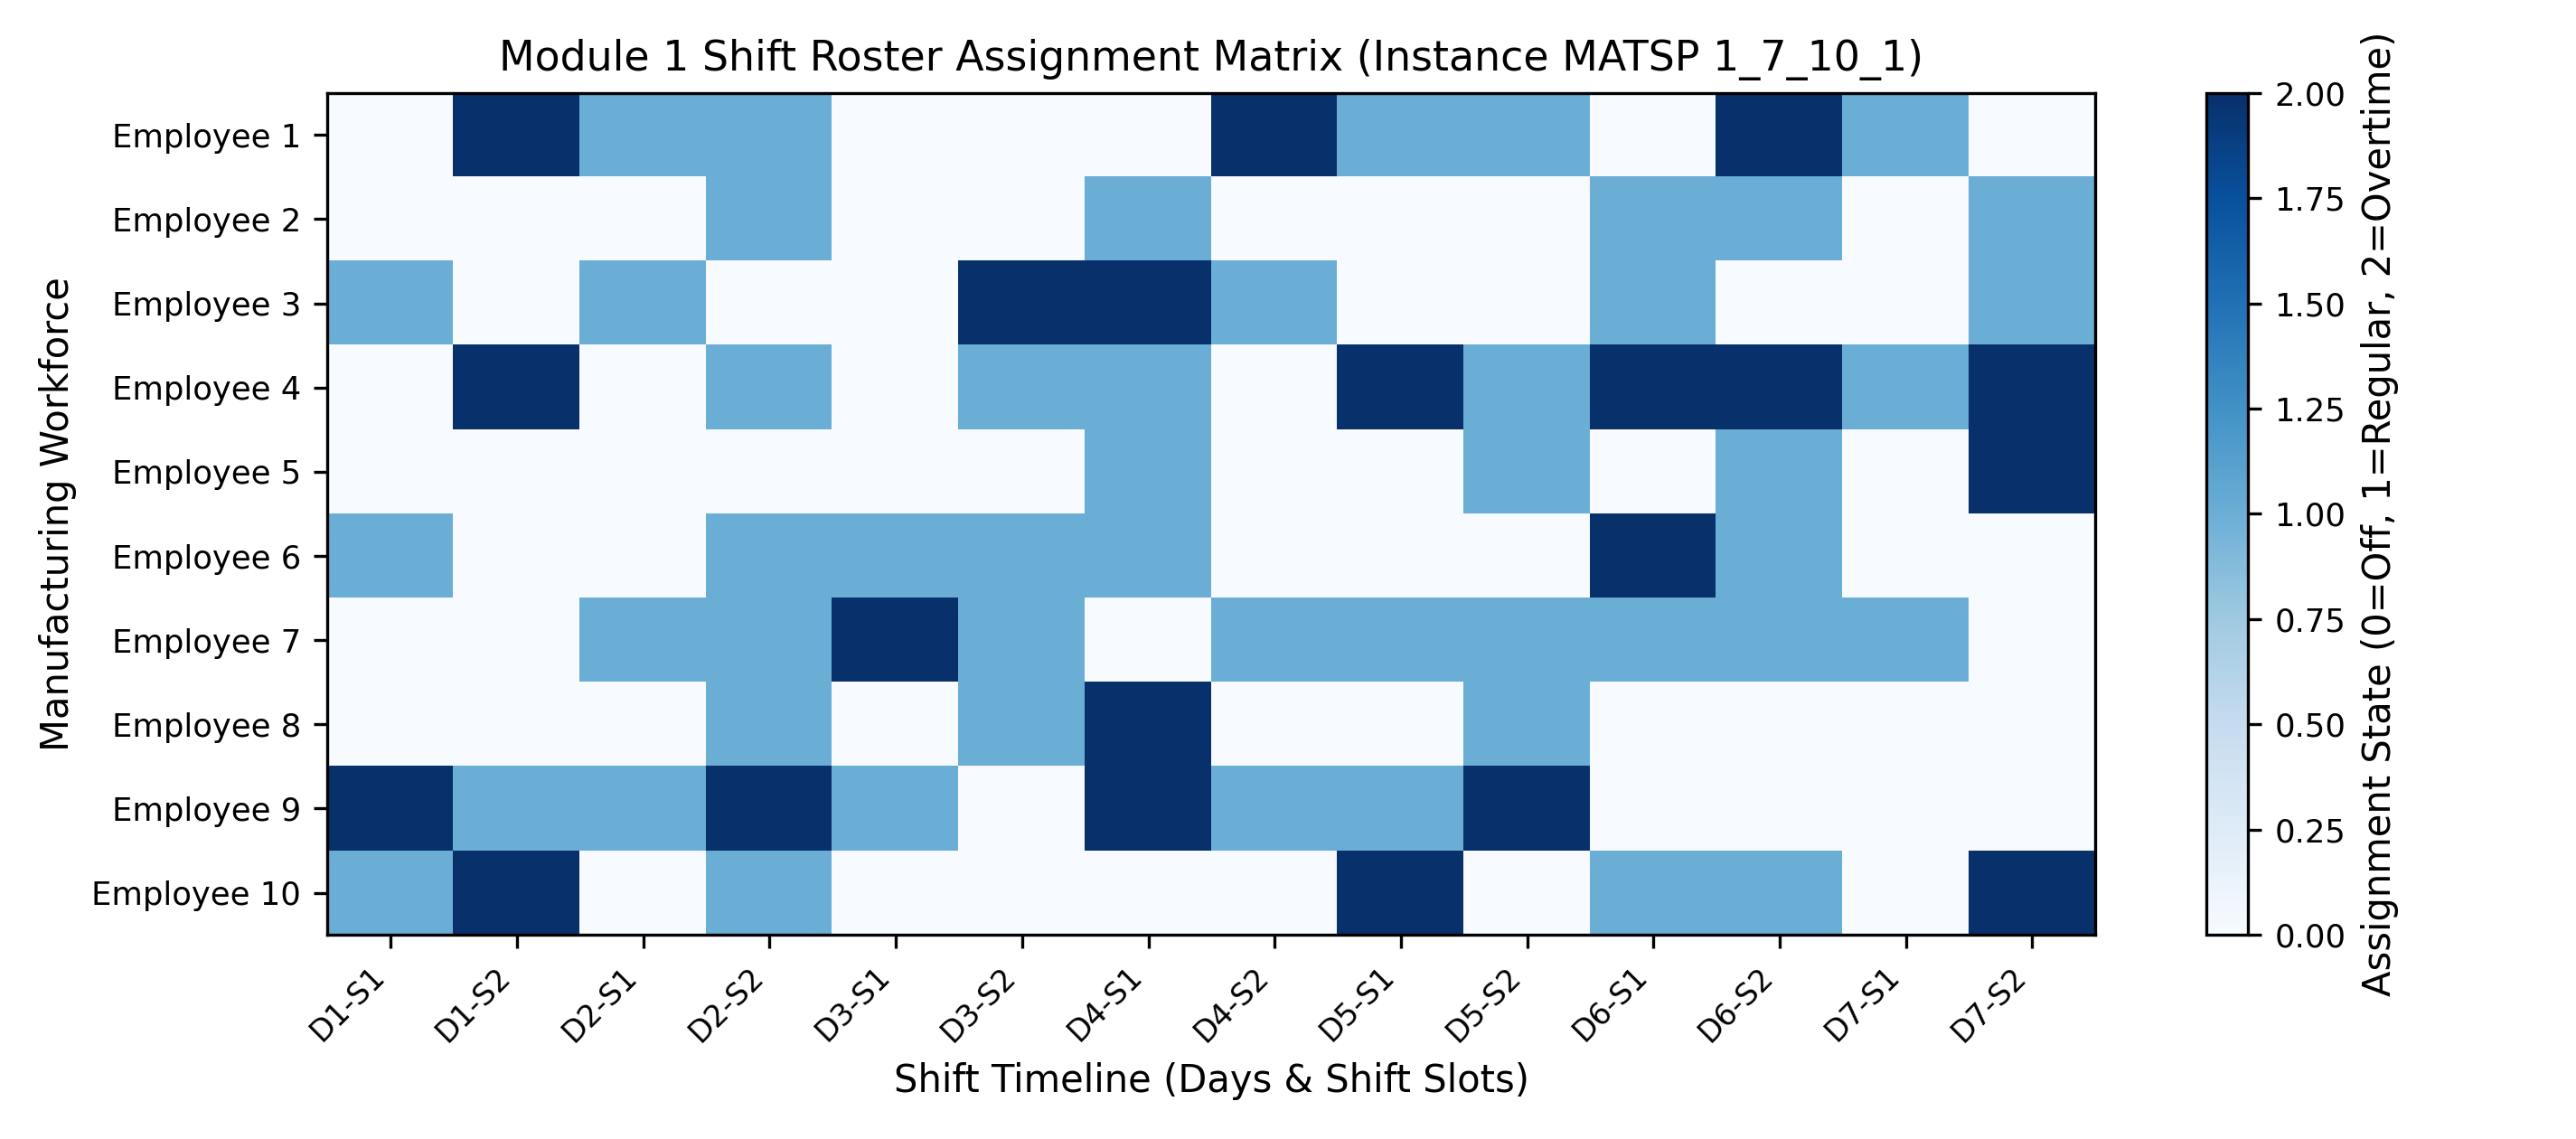 Module 1 Shift Roster Assignment Matrix (Instance MATSP 1_7_10_1)
Manufacturing Workforce
Employee 1
Employee 2
Employee 3
Employee 4
Employee 5
Employee 6
Employee 7
Employee 8
Employee 9
Employee 10
D1-S1
D1-S2
D2-S1
D2-S2
D3-S1
D3-S2
D4-S1
D4-S2
D5-S1
D5-S2
D6-S1
D6-S2
D7-S1
D7-S2
Shift Timeline (Days & Shift Slots)
2.00
1.75
1.50
1.25
1.00
0.75
0.50
0.25
0.00
Assignment State (0=Off, 1=Regular, 2=Overtime)